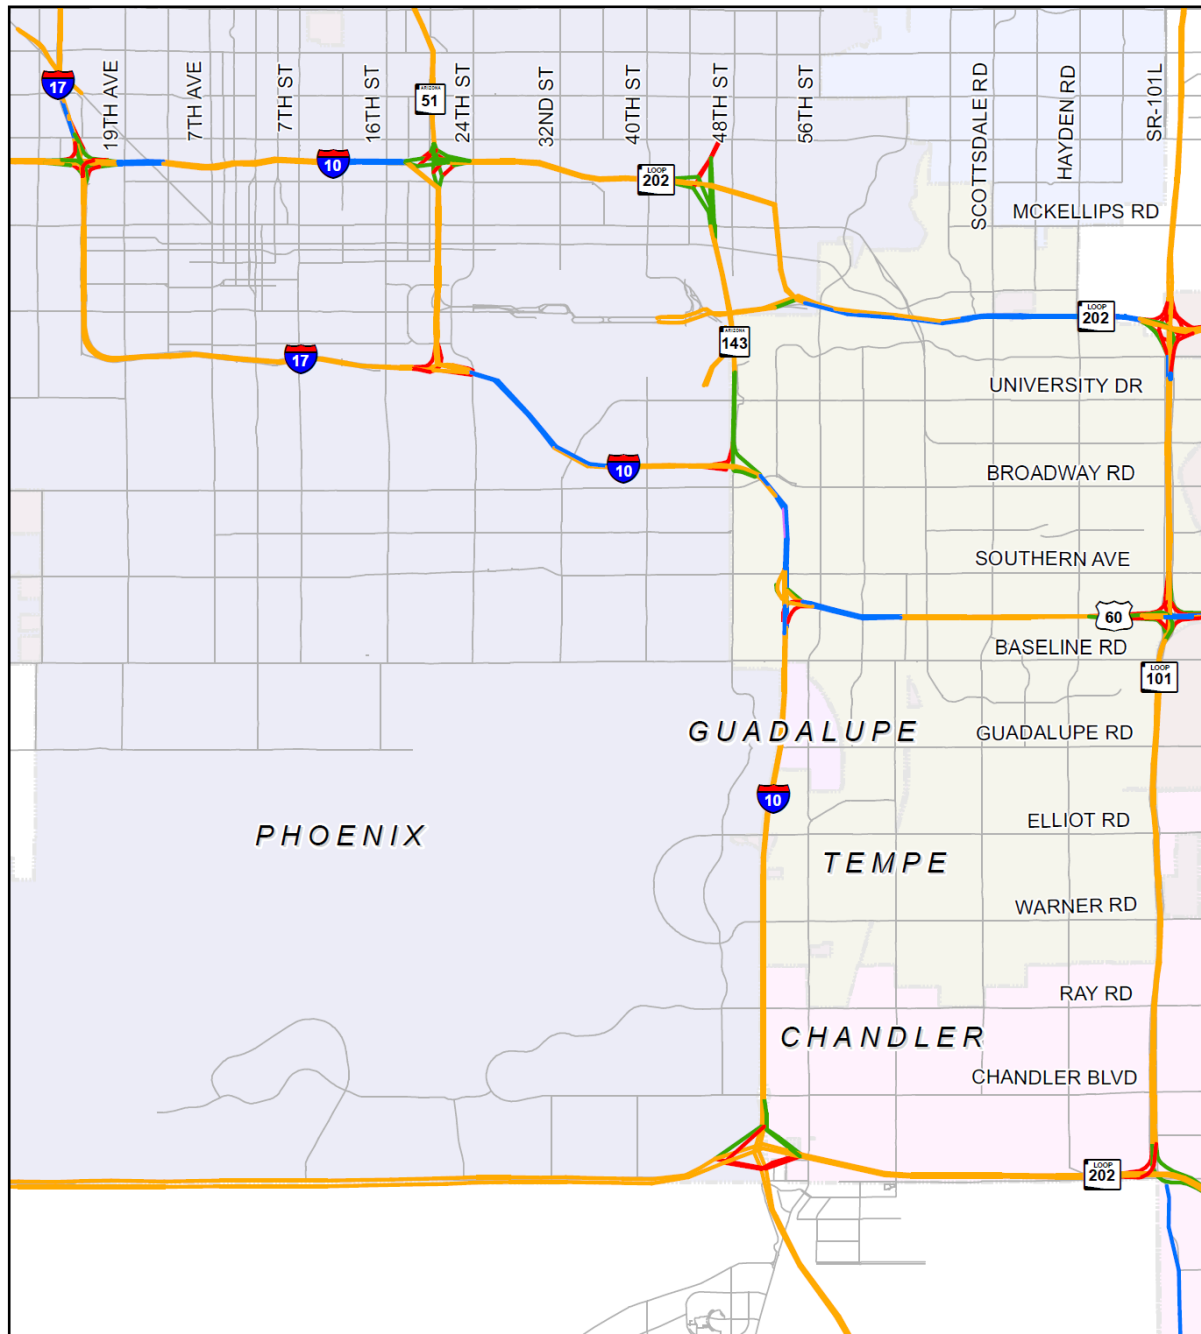 17
19TH AVE
7TH AVE
7TH ST
16TH ST
ARIZONA
51
24TH ST
32ND ST
40TH ST
48TH ST
56TH ST
SCOTTSDALE RD
HAYDEN RD
SR-101L
10
LOOP
202
MCKELLIPS RD
LOOP
202
ARIZONA
143
17
UNIVERSITY DR
10
BROADWAY RD
SOUTHERN AVE
60
BASELINE RD
LOOP
101
GUADALUPE
GUADALUPE RD
10
ELLIOT RD
PHOENIX
TEMPE
WARNER RD
RAY RD
CHANDLER
CHANDLER BLVD
LOOP
202